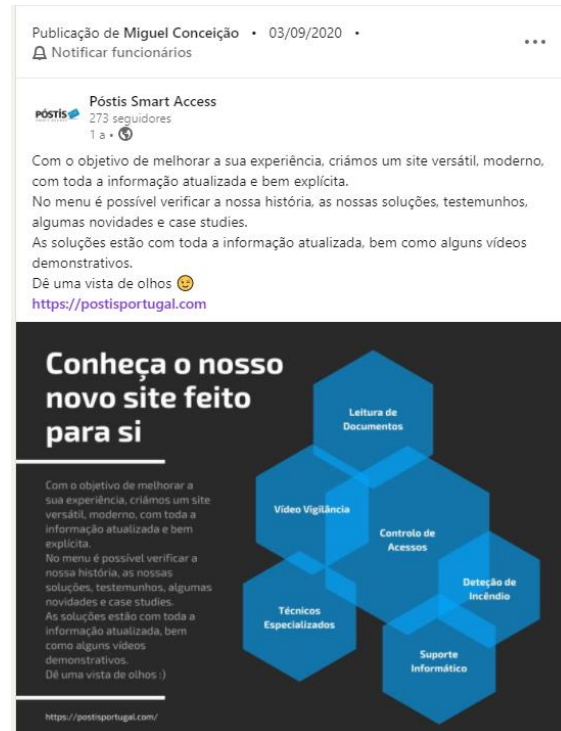 Publicação de Miguel Conceição • 03/09/2020 •
Notificar funcionários
PÓSTIS
Póstis Smart Access
273 seguidores
1 a •
Com o objetivo de melhorar a sua experiência, criámos um site versátil, moderno,
com toda a informação atualizada e bem explícita.
No menu é possível verificar a nossa história, as nossas soluções, testemunhos,
algumas novidades e case studies.
As soluções estão com toda a informação atualizada, bem como alguns vídeos
demonstrativos.
Dê uma vista de olhos 😉
https://postisportugal.com
Conheça o nosso
novo site feito
para si
Com o objetivo de melhorar a
sua experiência, criámos um site
versátil, moderno, com toda a
informação atualizada e bem
explícita.
No menu é possível verificar a
nossa história, as nossas
soluções, testemunhos, algumas
novidades e case studies.
As soluções estão com toda a
informação atualizada, bem
como alguns vídeos
demonstrativos.
Dê uma vista de olhos :)
https://postisportugal.com/
Leitura de
Documentos
Vídeo Vigilância
Controlo de
Acessos
Deteção de
Incêndio
Técnicos
Especializados
Suporte
Informático